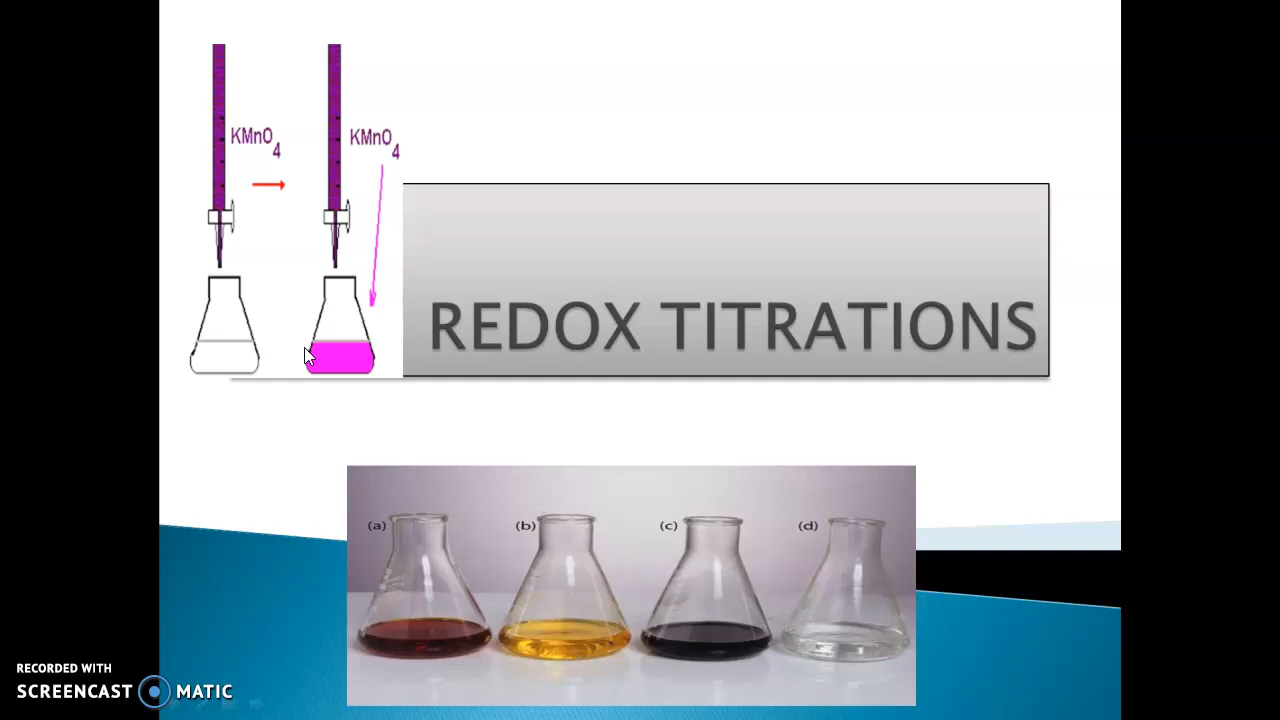 KMnO4
KMnO4
REDOX TITRATIONS
(a) (b) (c) (d)
RECORDED WITH
SCREENCAST MATIC